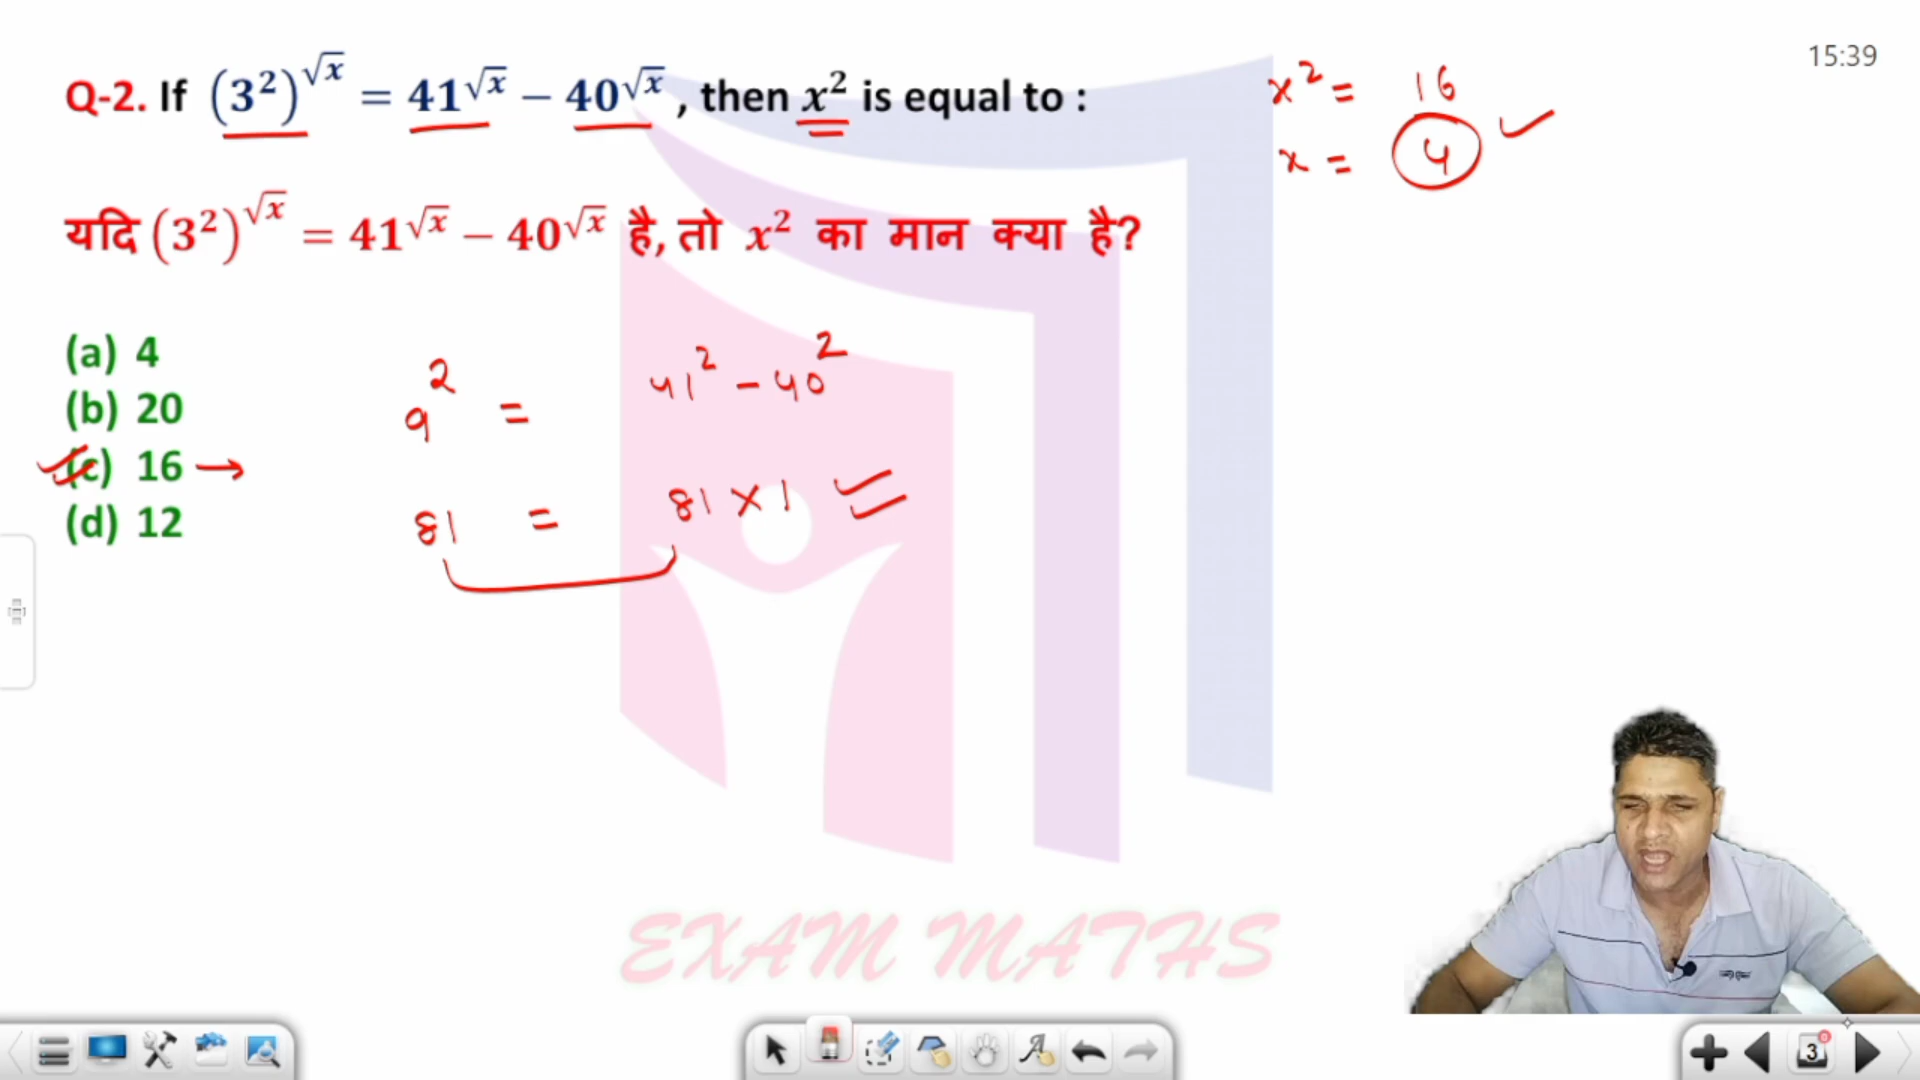 15:39
Q-2. If (3²)^√x = 41^√x − 40^√x , then x² is equal to :
x² = 16
x = 4
यदि (3²)^√x = 41^√x − 40^√x है, तो x² का मान क्या है?
(a) 4
(b) 20
(c) 16 →
(d) 12
9² = 41² - 40²
81 = 81 × 1
EXAM MATHS
3
0